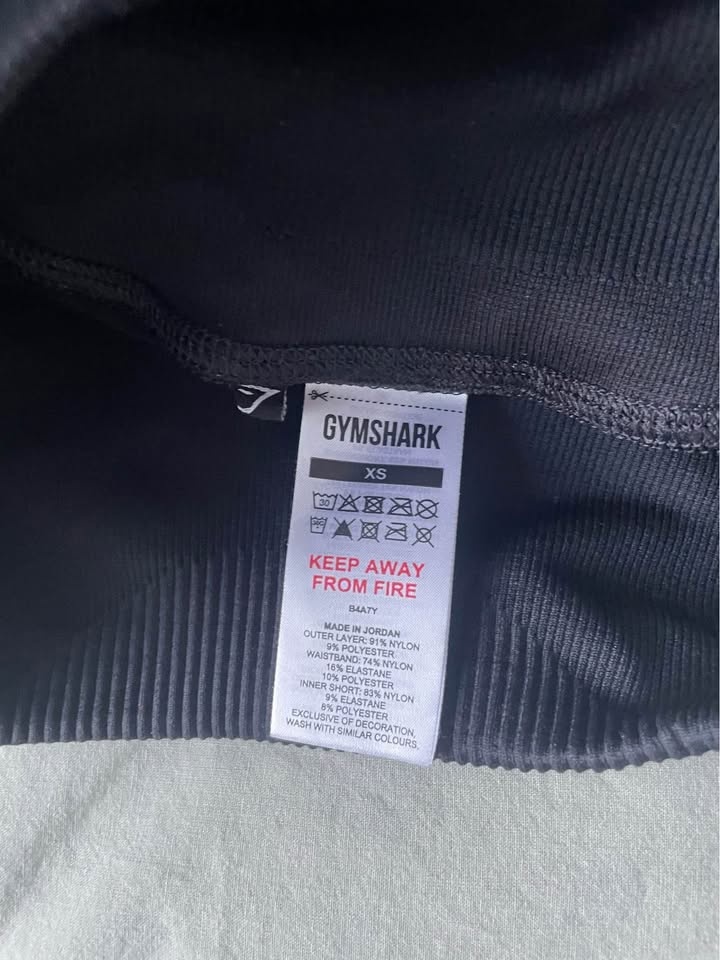 GYMSHARK
XS
30
30C
KEEP AWAY
FROM FIRE
B4A7Y
MADE IN JORDAN
OUTER LAYER: 91% NYLON
9% POLYESTER
WAISTBAND: 74% NYLON
16% ELASTANE
10% POLYESTER
INNER SHORT: 83% NYLON
9% ELASTANE
8% POLYESTER
EXCLUSIVE OF DECORATION,
WASH WITH SIMILAR COLOURS.